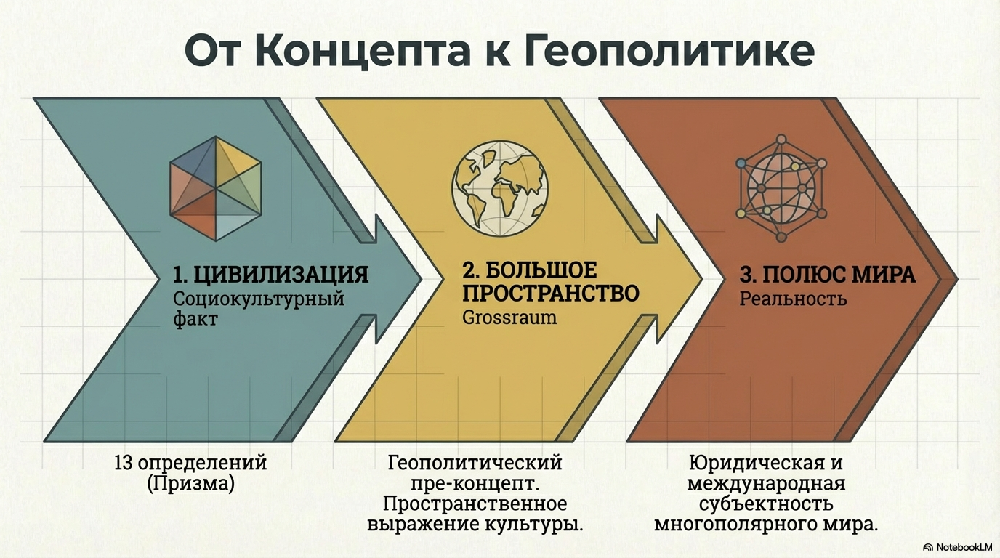 От Концепта к Геополитике
1. ЦИВИЛИЗАЦИЯ
Социокультурный
факт
2. БОЛЬШОЕ
ПРОСТРАНСТВО
Grossraum
3. ПОЛЮС МИРА
Реальность
13 определений
(Призма)
Геополитический
пре-концепт.
Пространственное
выражение культуры.
Юридическая и
международная
субъектность
многополярного мира.
NotebookLM